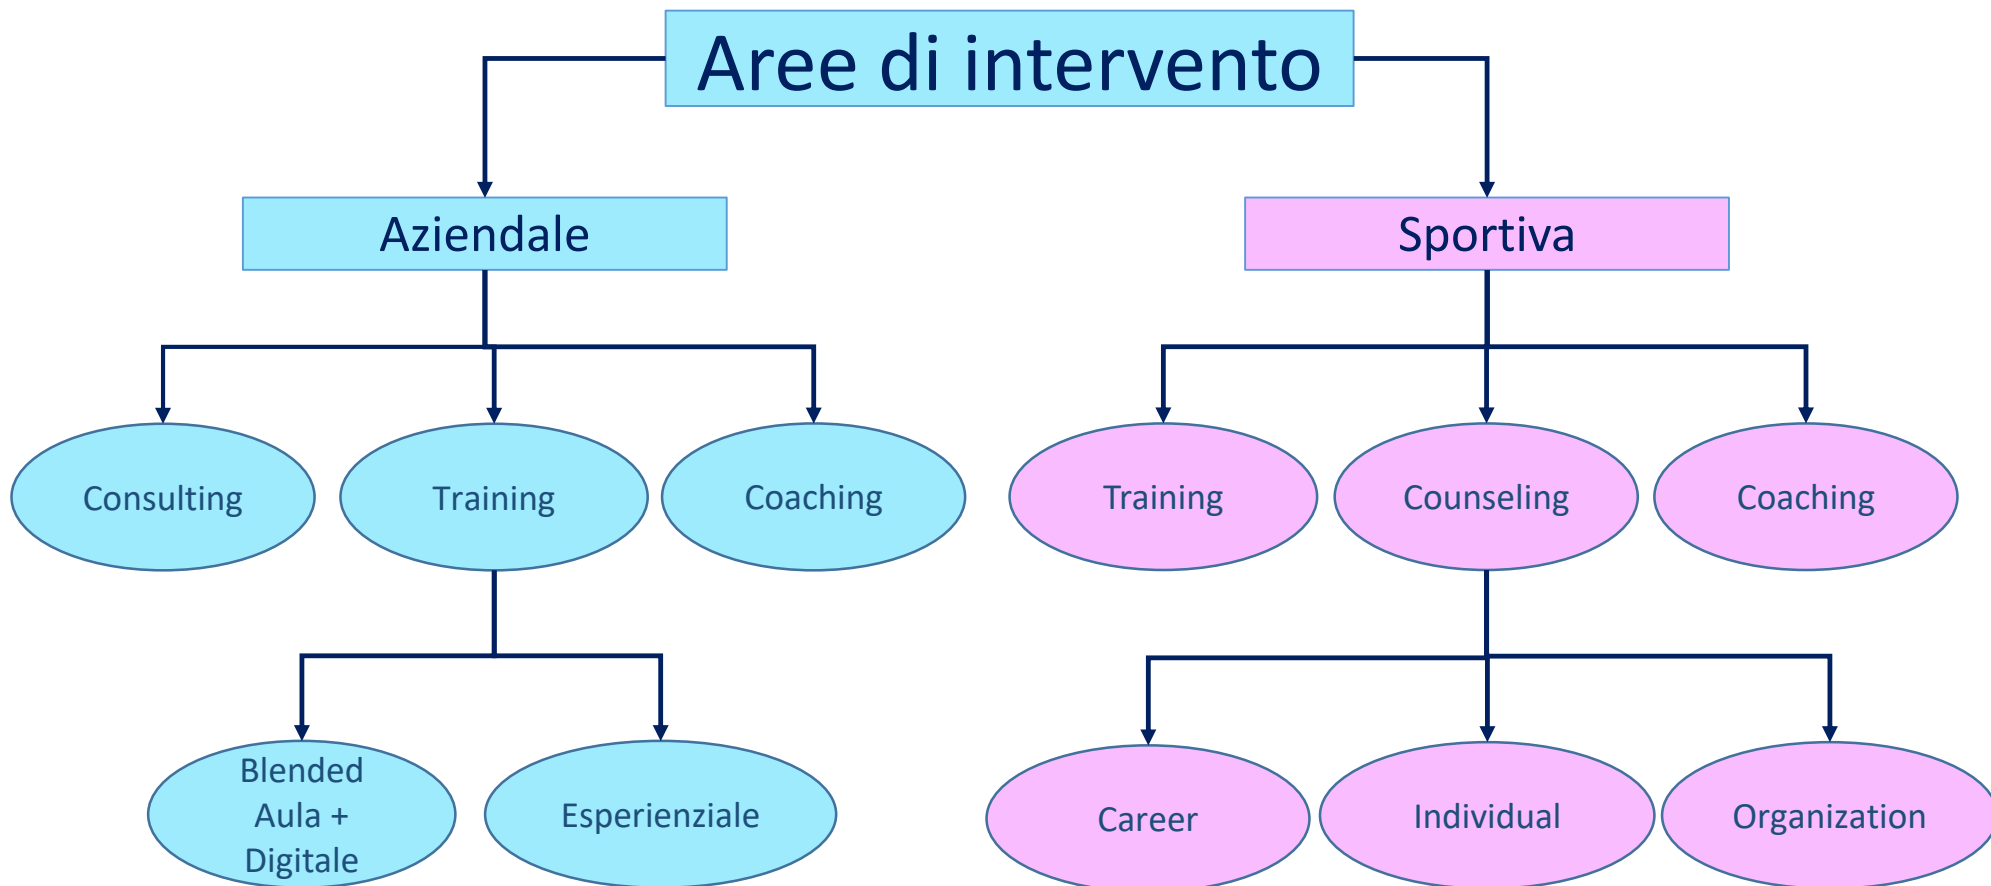 Aree di intervento
Aziendale
Sportiva
Consulting
Training
Coaching
Training
Counseling
Coaching
Blended
Aula +
Digitale
Esperienziale
Career
Individual
Organization